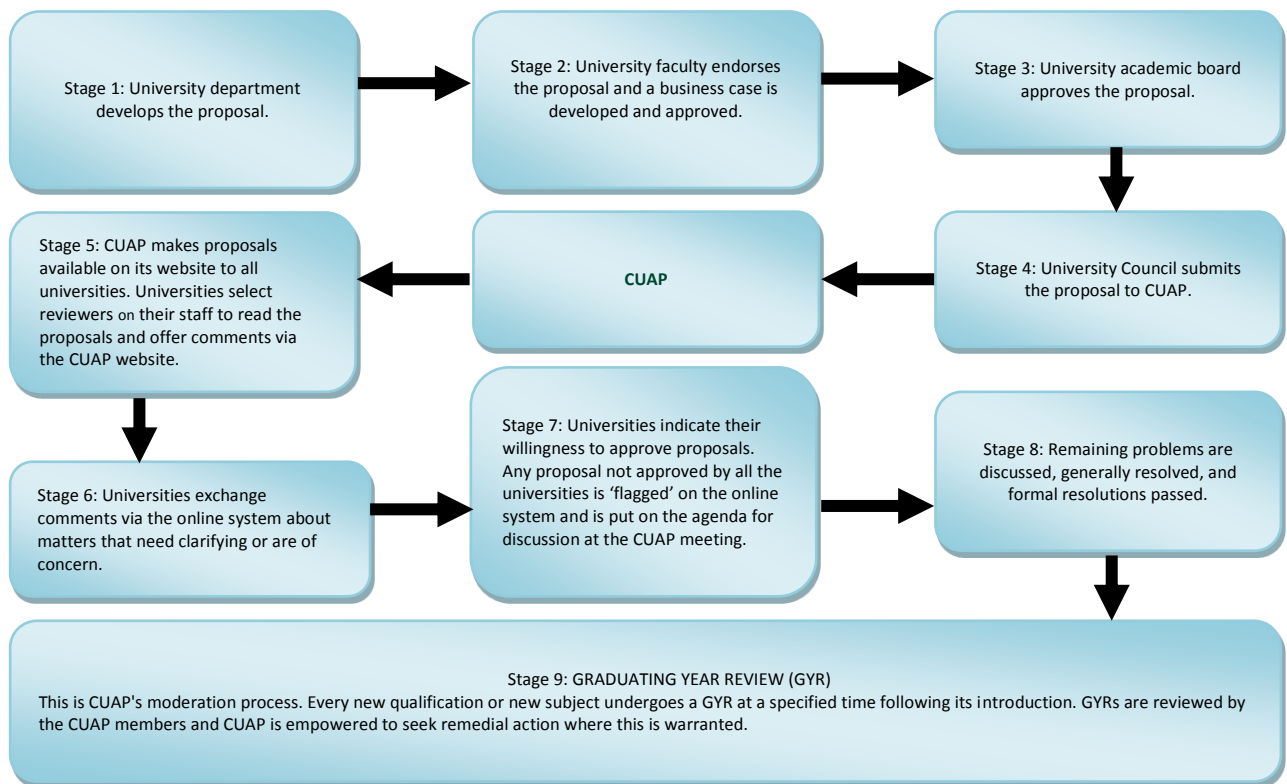 Stage 1: University department
develops the proposal.
Stage 2: University faculty endorses
the proposal and a business case is
developed and approved.
Stage 3: University academic board
approves the proposal.
Stage 4: University Council submits
the proposal to CUAP.
CUAP
Stage 5: CUAP makes proposals
available on its website to all
universities. Universities select
reviewers on their staff to read the
proposals and offer comments via
the CUAP website.
Stage 6: Universities exchange
comments via the online system about
matters that need clarifying or are of
concern.
Stage 7: Universities indicate their
willingness to approve proposals.
Any proposal not approved by all the
universities is ‘flagged’ on the online
system and is put on the agenda for
discussion at the CUAP meeting.
Stage 8: Remaining problems are
discussed, generally resolved, and
formal resolutions passed.
Stage 9: GRADUATING YEAR REVIEW (GYR)
This is CUAP's moderation process. Every new qualification or new subject undergoes a GYR at a specified time following its introduction. GYRs are reviewed by
the CUAP members and CUAP is empowered to seek remedial action where this is warranted.